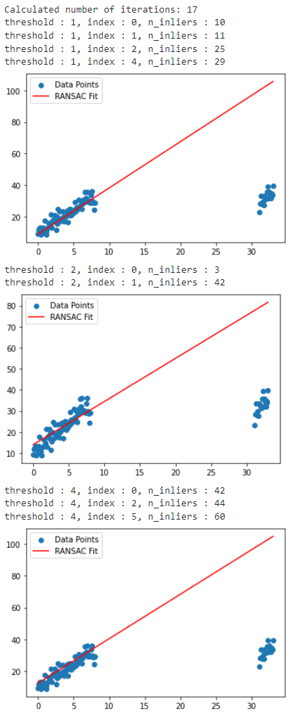 Calculated number of iterations: 17
threshold : 1, index : 0, n_inliers : 10
threshold : 1, index : 1, n_inliers : 11
threshold : 1, index : 2, n_inliers : 25
threshold : 1, index : 4, n_inliers : 29
Data Points
RANSAC Fit
100
80
60
40
20
0 5 10 15 20 25 30
threshold : 2, index : 0, n_inliers : 3
threshold : 2, index : 1, n_inliers : 42
Data Points
RANSAC Fit
80
70
60
50
40
30
20
10
0 5 10 15 20 25 30
threshold : 4, index : 0, n_inliers : 42
threshold : 4, index : 2, n_inliers : 44
threshold : 4, index : 5, n_inliers : 60
Data Points
RANSAC Fit
100
80
60
40
20
0 5 10 15 20 25 30